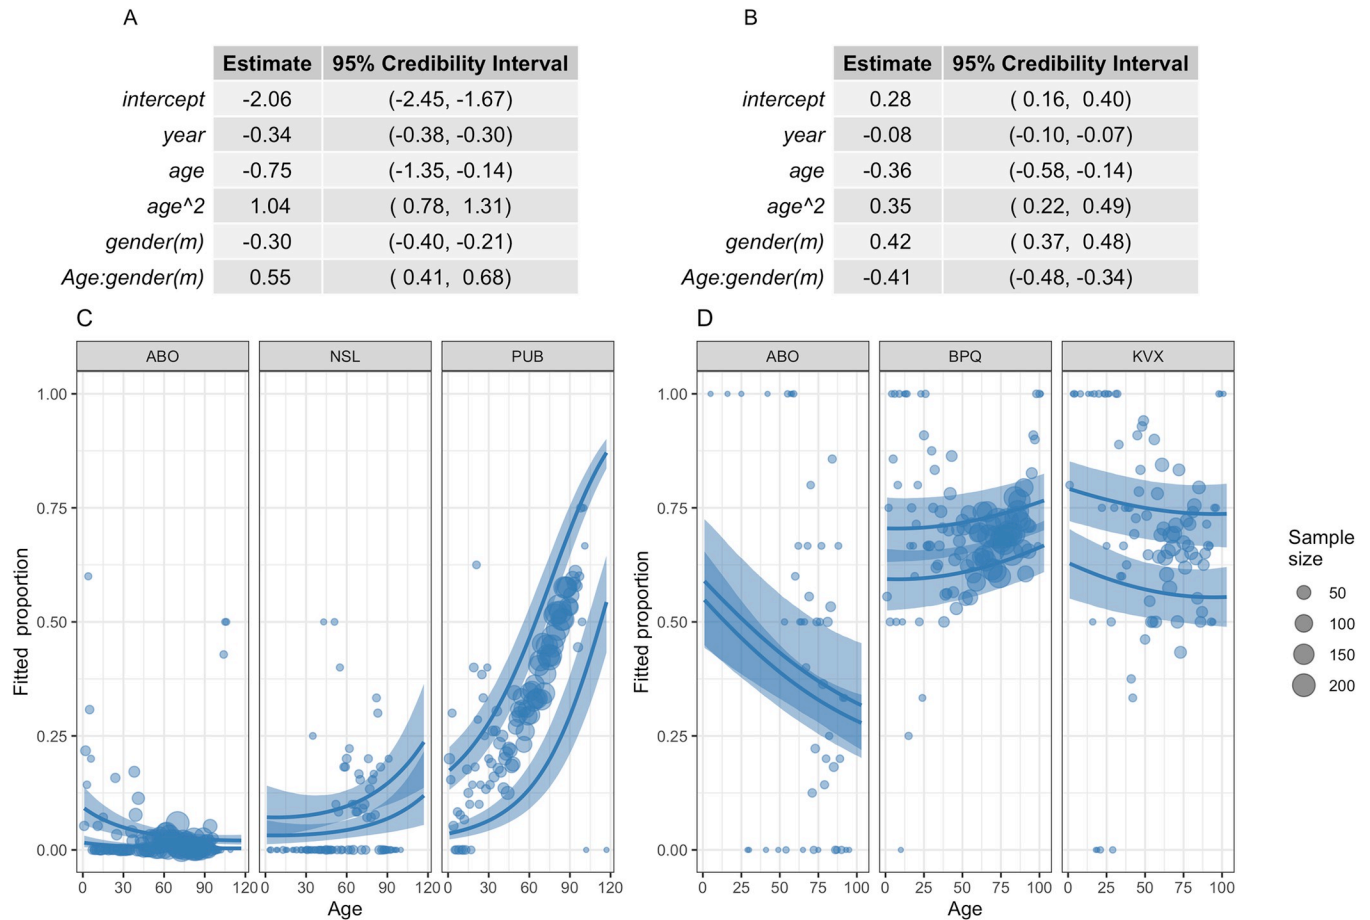 A
Estimate 95% Credibility Interval
intercept -2.06 (-2.45, -1.67)
year -0.34 (-0.38, -0.30)
age -0.75 (-1.35, -0.14)
age^2 1.04 ( 0.78, 1.31)
gender(m) -0.30 (-0.40, -0.21)
Age:gender(m) 0.55 ( 0.41, 0.68)
B
Estimate 95% Credibility Interval
intercept 0.28 ( 0.16, 0.40)
year -0.08 (-0.10, -0.07)
age -0.36 (-0.58, -0.14)
age^2 0.35 ( 0.22, 0.49)
gender(m) 0.42 ( 0.37, 0.48)
Age:gender(m) -0.41 (-0.48, -0.34)
C
ABO NSL PUB
1.00
0.75
0.50
0.25
0.00
Fitted proportion
0 30 60 90 120 0 30 60 90 120 0 30 60 90 120
Age
D
ABO BPQ KVX
1.00
0.75
0.50
0.25
0.00
Fitted proportion
0 25 50 75 100 0 25 50 75 100 0 25 50 75 100
Age
Sample
size
50
100
150
200